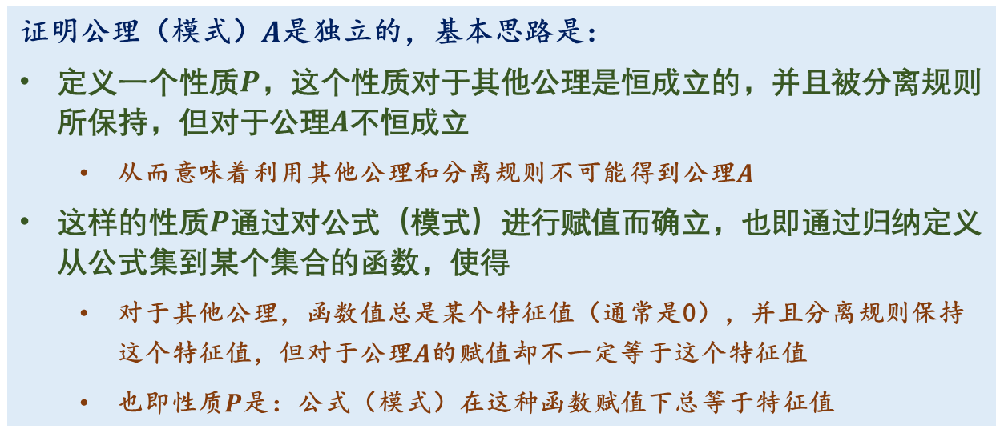 证明公理（模式）A是独立的，基本思路是：
• 定义一个性质P，这个性质对于其他公理是恒成立的，并且被分离规则
所保持，但对于公理A不恒成立
• 从而意味着利用其他公理和分离规则不可能得到公理A
• 这样的性质P通过对公式（模式）进行赋值而确立，也即通过归纳定义
从公式集到某个集合的函数，使得
• 对于其他公理，函数值总是某个特征值（通常是0），并且分离规则保持
这个特征值，但对于公理A的赋值却不一定等于这个特征值
• 也即性质P是：公式（模式）在这种函数赋值下总等于特征值